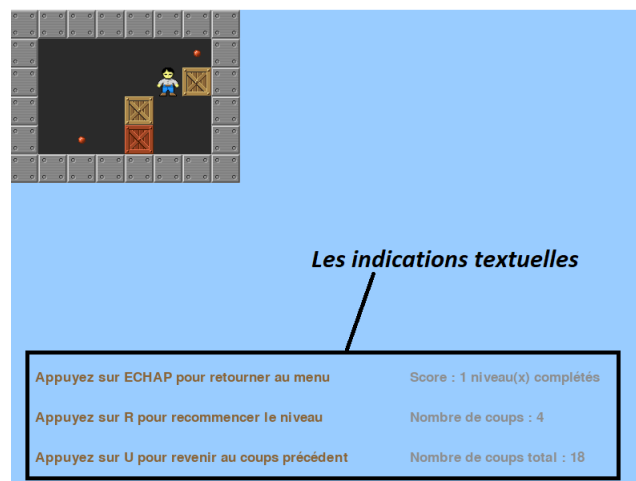 Les indications textuelles
Appuyez sur ECHAP pour retourner au menu
Score : 1 niveau(x) complétés
Appuyez sur R pour recommencer le niveau
Nombre de coups : 4
Appuyez sur U pour revenir au coups précédent
Nombre de coups total : 18